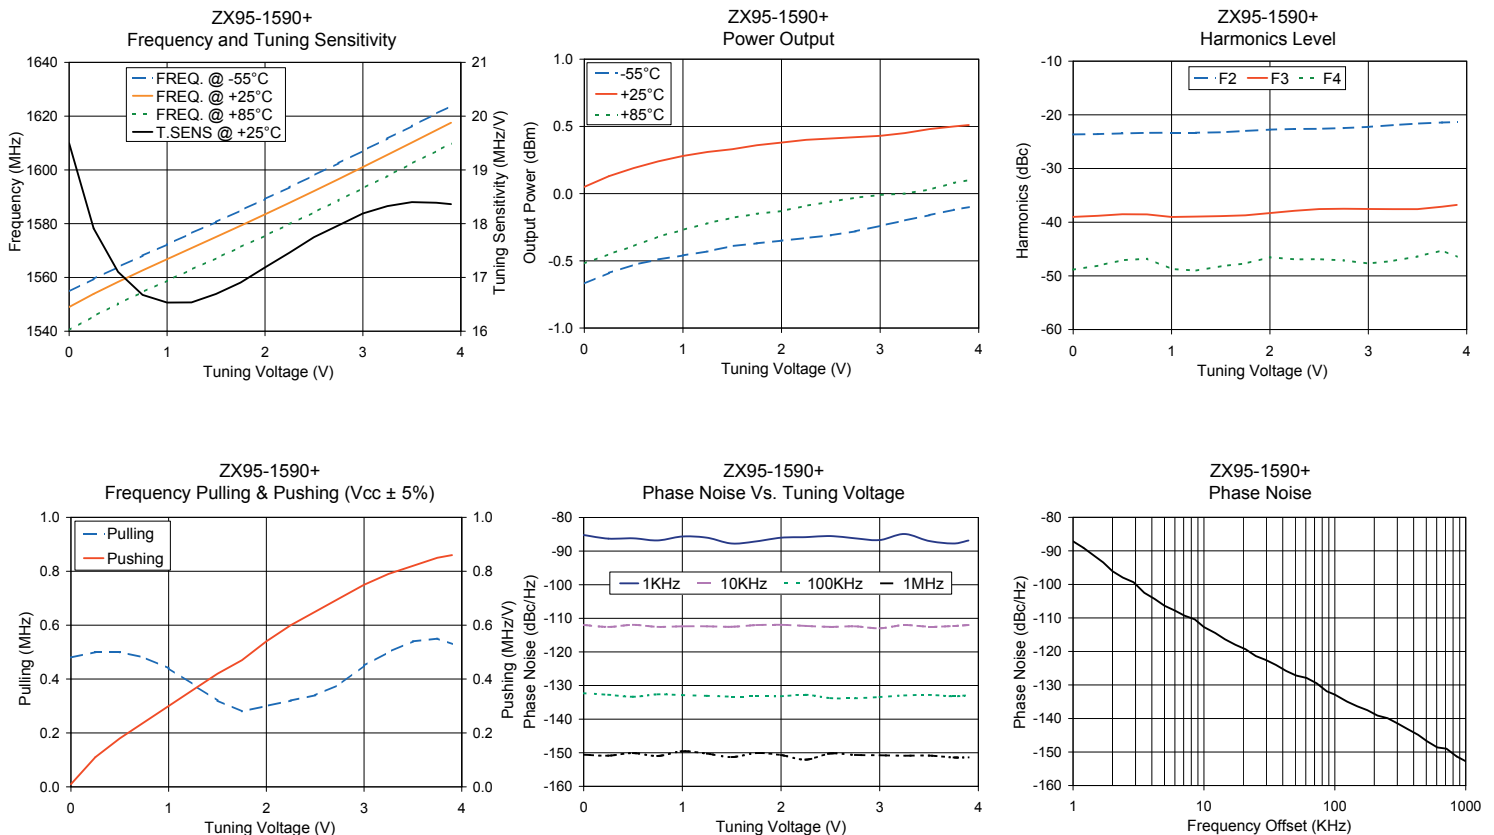 ZX95-1590+
Frequency and Tuning Sensitivity
1640
1620
1600
1580
1560
1540
Frequency (MHz)
FREQ. @ -55°C
FREQ. @ +25°C
FREQ. @ +85°C
T.SENS @ +25°C
21
20
19
18
17
16
Tuning Sensitivity (MHz/V)
0 1 2 3 4
Tuning Voltage (V)
ZX95-1590+
Power Output
1.0
0.5
0.0
-0.5
-1.0
Output Power (dBm)
-55°C
+25°C
+85°C
0 1 2 3 4
Tuning Voltage (V)
ZX95-1590+
Harmonics Level
-10
-20
-30
-40
-50
-60
Harmonics (dBc)
F2 F3 F4
0 1 2 3 4
Tuning Voltage (V)
ZX95-1590+
Frequency Pulling & Pushing (Vcc ± 5%)
1.0
0.8
0.6
0.4
0.2
0.0
Pulling (MHz)
Pulling
Pushing
1.0
0.8
0.6
0.4
0.2
0.0
Pushing (MHz/V)
0 1 2 3 4
Tuning Voltage (V)
ZX95-1590+
Phase Noise Vs. Tuning Voltage
-80
-90
-100
-110
-120
-130
-140
-150
-160
Phase Noise (dBc/Hz)
1KHz 10KHz 100KHz 1MHz
0 1 2 3 4
Tuning Voltage (V)
ZX95-1590+
Phase Noise
-80
-90
-100
-110
-120
-130
-140
-150
-160
Phase Noise (dBc/Hz)
1 10 100 1000
Frequency Offset (KHz)